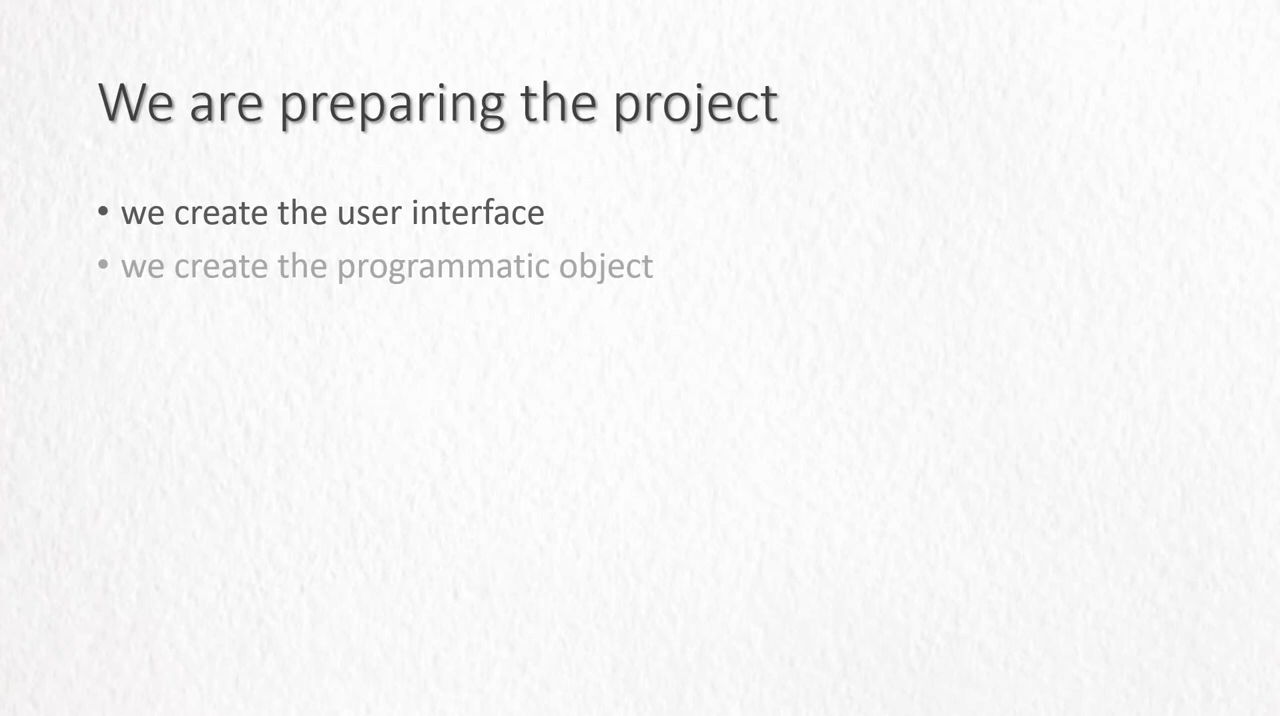 We are preparing the project
• we create the user interface
• we create the programmatic object